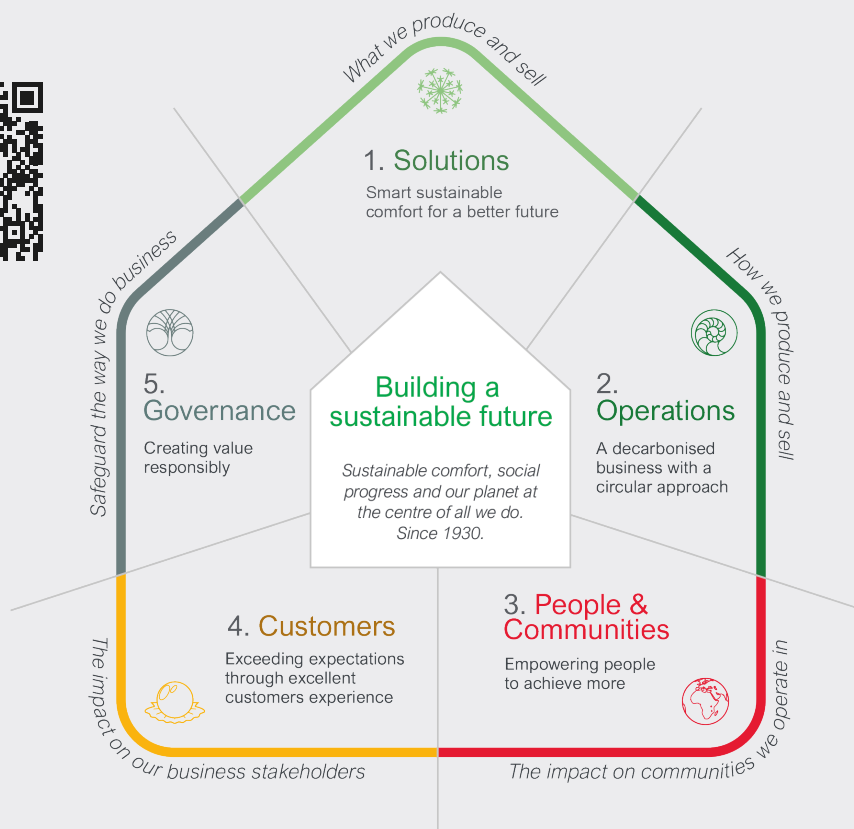 What we produce and sell
1. Solutions
Smart sustainable
comfort for a better future
How we produce and sell
2.
Operations
A decarbonised
business with a
circular approach
3. People &
Communities
Empowering people
to achieve more
The impact on communities we operate in
4. Customers
Exceeding expectations
through excellent
customers experience
The impact on our business stakeholders
5.
Governance
Creating value
responsibly
Safeguard the way we do business
Building a
sustainable future
Sustainable comfort, social
progress and our planet at
the centre of all we do.
Since 1930.